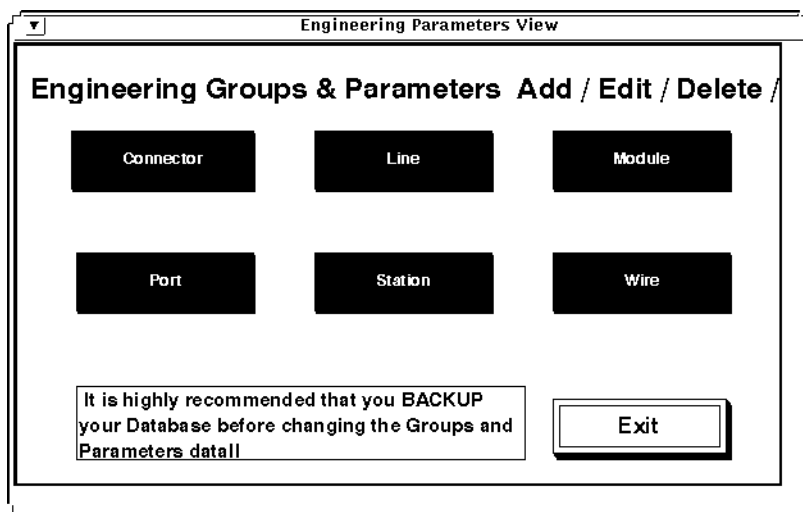 Engineering Parameters View
Engineering Groups & Parameters Add / Edit / Delete /
Connector
Line
Module
Port
Station
Wire
It is highly recommended that you BACKUP
your Database before changing the Groups and
Parameters data!!
Exit